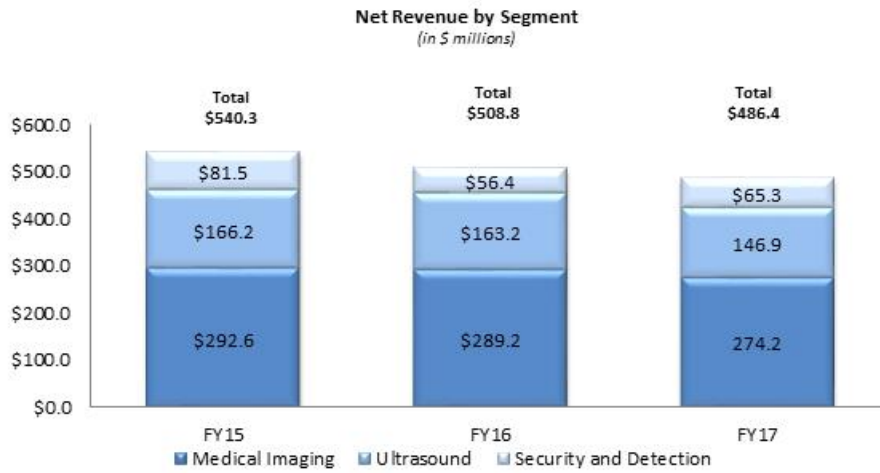 Net Revenue by Segment
(in $ millions)
Total
$540.3
Total
$508.8
Total
$486.4
$600.0
$500.0
$400.0
$300.0
$200.0
$100.0
$0.0
$81.5
$166.2
$292.6
$56.4
$163.2
$289.2
$65.3
146.9
274.2
FY15 FY16 FY17
Medical Imaging Ultrasound Security and Detection